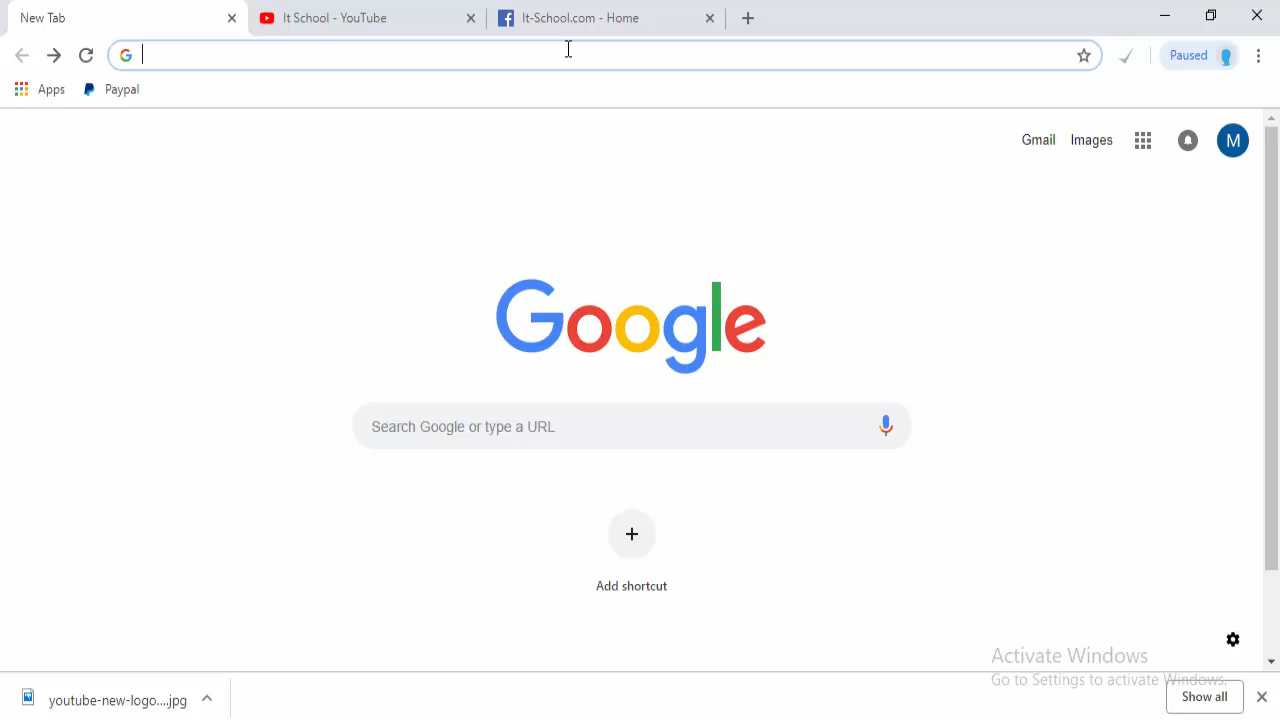 New Tab
It School - YouTube
It-School.com - Home
Paused
Apps
Paypal
Gmail
Images
M
Google
Search Google or type a URL
Add shortcut
Activate Windows
Go to Settings to activate Windows.
youtube-new-logo....jpg
Show all